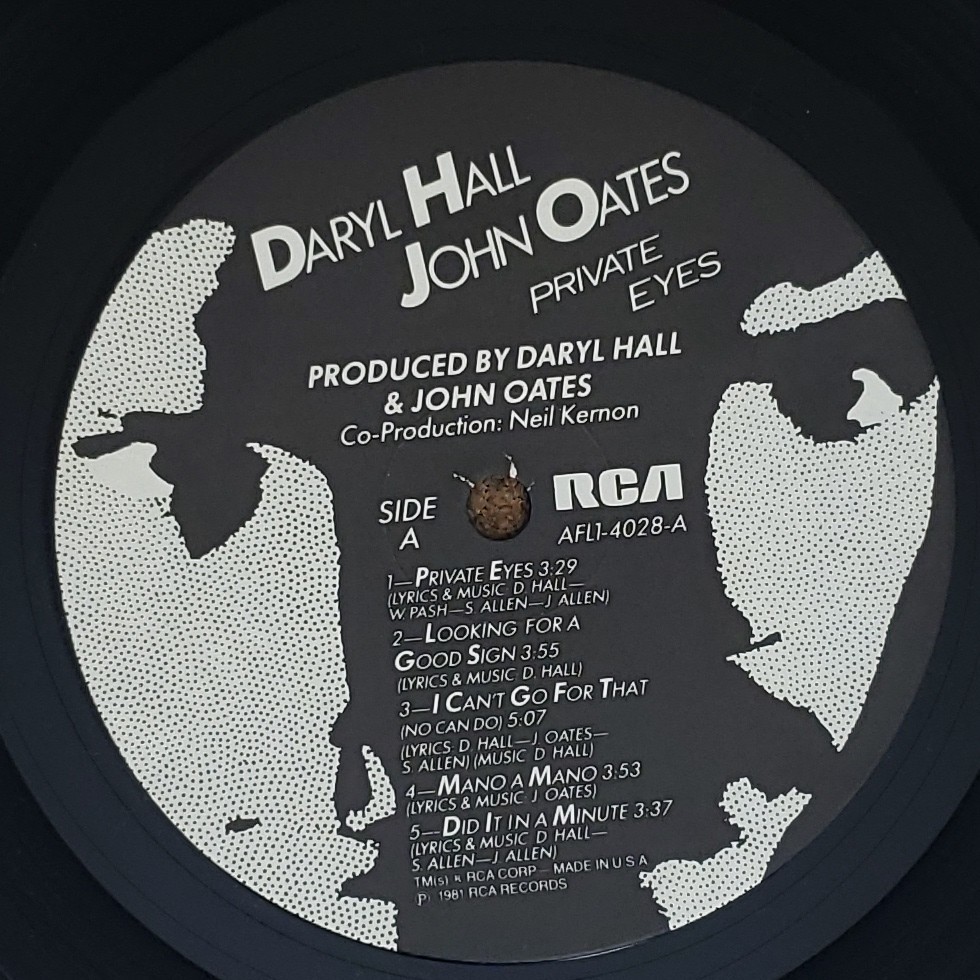 DARYL HALL
JOHN OATES
PRIVATE
EYES
PRODUCED BY DARYL HALL
& JOHN OATES
Co-Production: Neil Kernon
SIDE
A
RCA
AFL1-4028-A
1—PRIVATE EYES 3:29
(LYRICS & MUSIC D. HALL—
W. PASH—S. ALLEN—J. ALLEN)
2—LOOKING FOR A
GOOD SIGN 3:55
(LYRICS & MUSIC D. HALL)
3—I CAN'T GO FOR THAT
(NO CAN DO) 5:07
(LYRICS: D. HALL—J. OATES—
S. ALLEN) (MUSIC D. HALL)
4—MANO A MANO 3:53
(LYRICS & MUSIC J. OATES)
5—DID IT IN A MINUTE 3:37
(LYRICS & MUSIC D. HALL—
S. ALLEN—J. ALLEN)
TM(s) ® RCA CORP—MADE IN U.S.A.
℗ 1981 RCA RECORDS